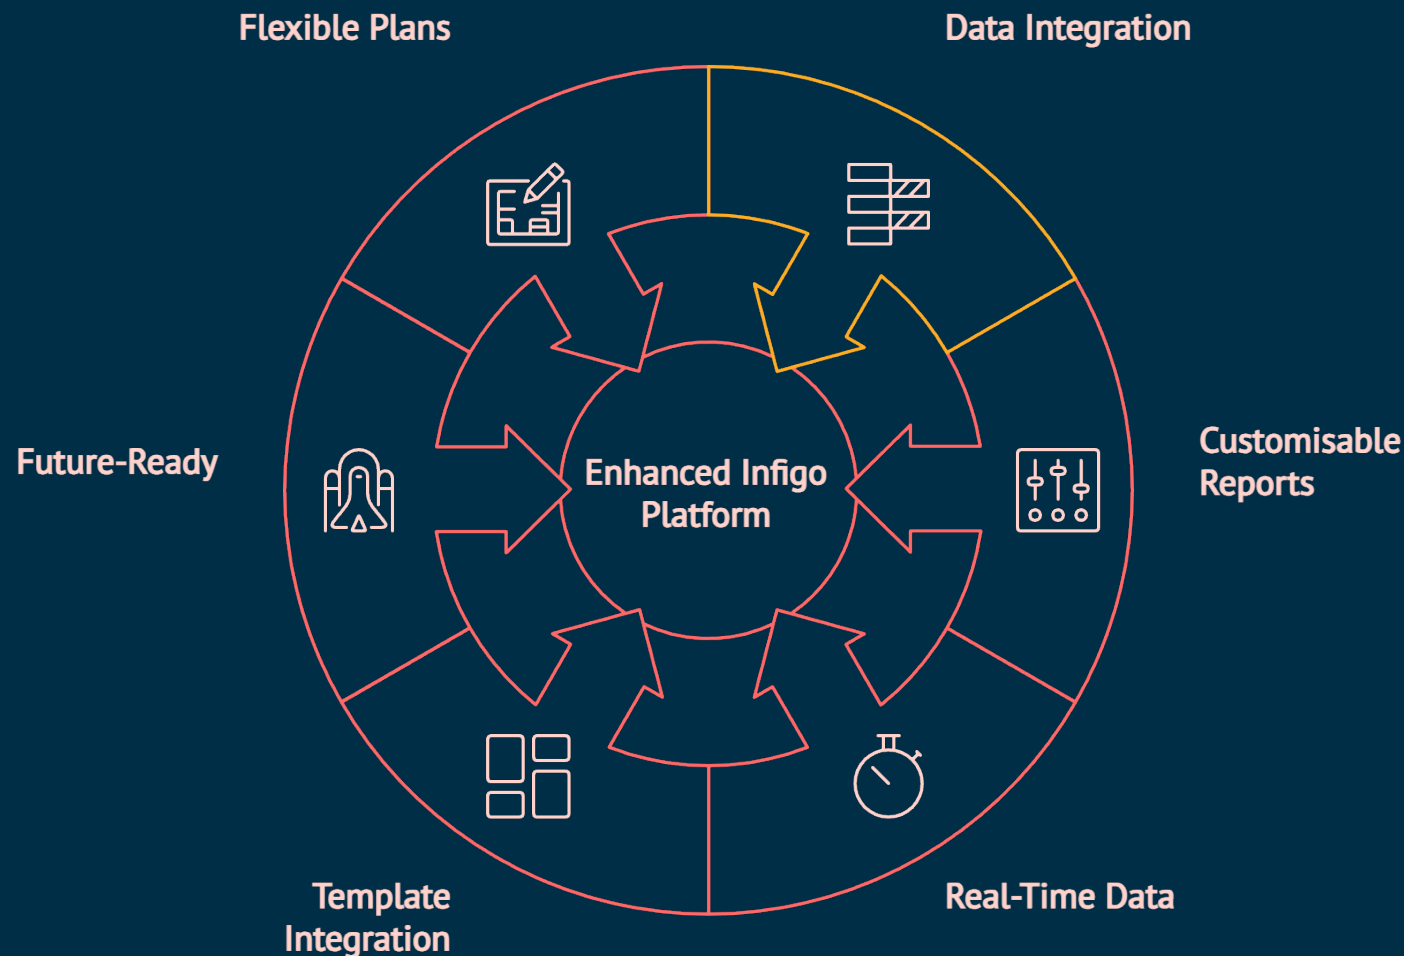 Flexible Plans
Data Integration
Future-Ready
Enhanced Infigo
Platform
Customisable
Reports
Template
Integration
Real-Time Data